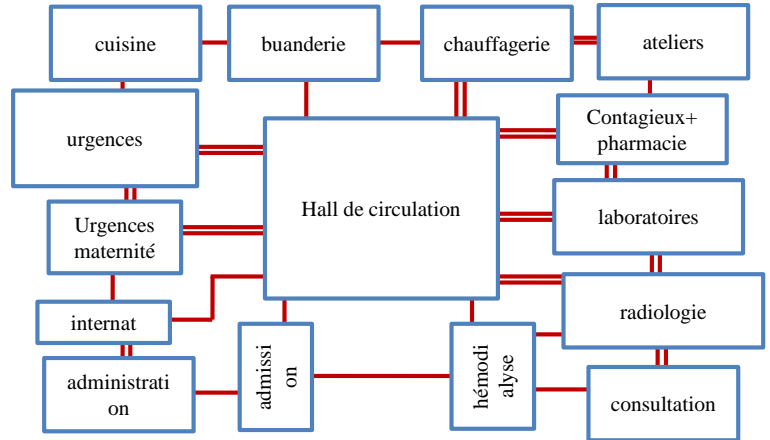 cuisine
buanderie
chauffagerie
ateliers
urgences
Contagieux+
pharmacie
Hall de circulation
Urgences
maternité
laboratoires
internat
radiologie
administrati
on
admissi
on
hémodi
alyse
consultation